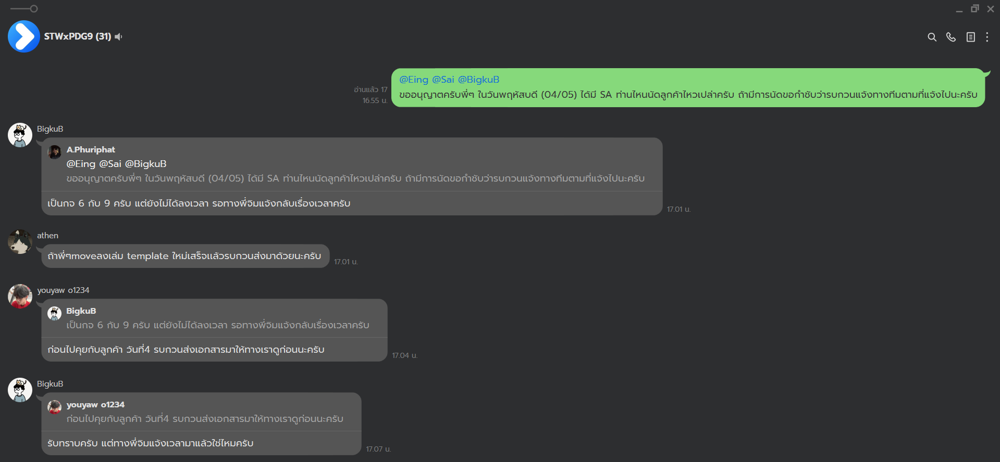 STWxPDG9 (31)
@Eing @Sai @BigkuB
ขออนุญาตครับพี่ๆ ในวันพฤหัสบดี (04/05) ได้มี SA ท่านไหนนัดลูกค้าไหวเปล่าครับ ถ้ามีการนัดขอกำชับว่ารบกวนแจ้งทางทีมตามที่แจ้งไปนะครับ
อ่านแล้ว 17
16.55 น.
BigkuB
A.Phuriphat
@Eing @Sai @BigkuB
ขออนุญาตครับพี่ๆ ในวันพฤหัสบดี (04/05) ได้มี SA ท่านไหนนัดลูกค้าไหวเปล่าครับ ถ้ามีการนัดขอกำชับว่ารบกวนแจ้งทางทีมตามที่แจ้งไปนะครับ
เป็นกจ 6 กับ 9 ครับ แต่ยังไม่ได้ลงเวลา รอทางพี่จิมแจ้งกลับเรื่องเวลาครับ
17.01 น.
athen
ถ้าพี่ๆmoveลงเล่ม template ใหม่เสร็จแล้วรบกวนส่งมาด้วยนะครับ
17.01 น.
youyaw o1234
BigkuB
เป็นกจ 6 กับ 9 ครับ แต่ยังไม่ได้ลงเวลา รอทางพี่จิมแจ้งกลับเรื่องเวลาครับ
ก่อนไปคุยกับลูกค้า วันที่4 รบกวนส่งเอกสารมาให้ทางเราดูก่อนนะครับ
17.04 น.
BigkuB
youyaw o1234
ก่อนไปคุยกับลูกค้า วันที่4 รบกวนส่งเอกสารมาให้ทางเราดูก่อนนะครับ
รับทราบครับ แต่ทางพี่จิมแจ้งเวลามาแล้วใช่ไหมครับ
17.07 น.